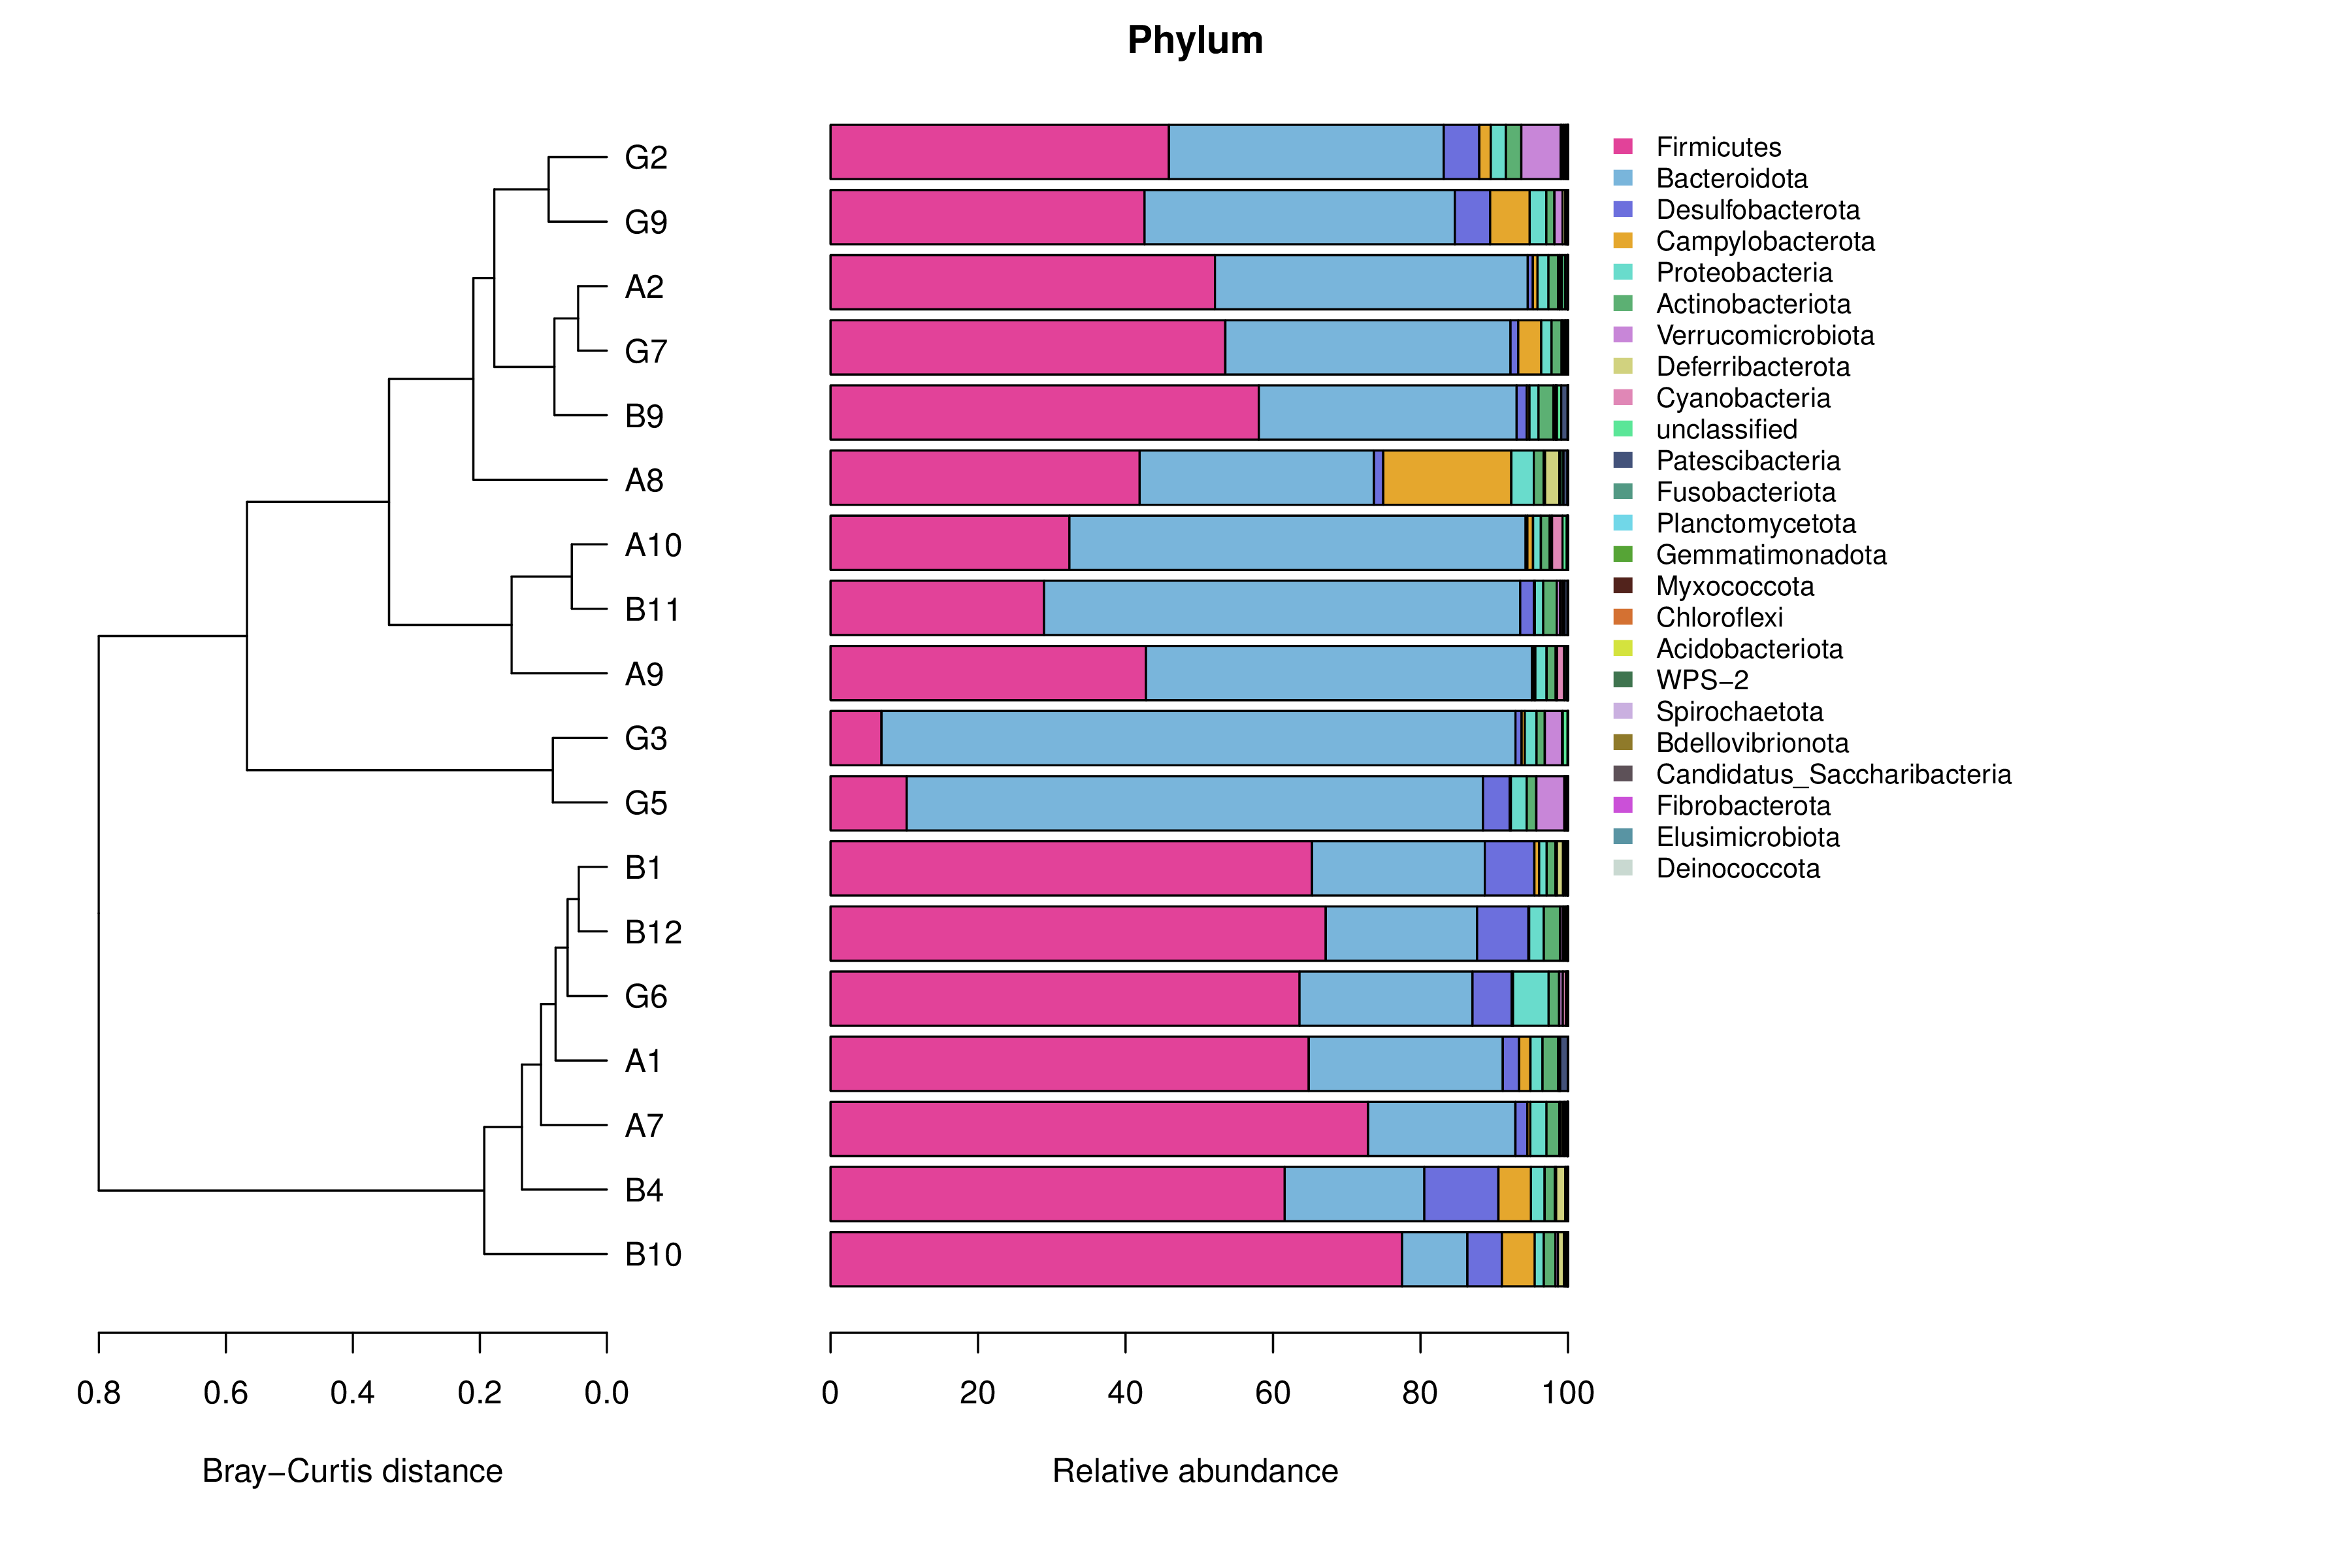 Phylum
G2
G9
A2
G7
B9
A8
A10
B11
A9
G3
G5
B1
B12
G6
A1
A7
B4
B10
Firmicutes
Bacteroidota
Desulfobacterota
Campylobacterota
Proteobacteria
Actinobacteriota
Verrucomicrobiota
Deferribacterota
Cyanobacteria
unclassified
Patescibacteria
Fusobacteriota
Planctomycetota
Gemmatimonadota
Myxococcota
Chloroflexi
Acidobacteriota
WPS−2
Spirochaetota
Bdellovibrionota
Candidatus_Saccharibacteria
Fibrobacterota
Elusimicrobiota
Deinococcota
0.8 0.6 0.4 0.2 0.0
0 20 40 60 80 100
Bray−Curtis distance
Relative abundance